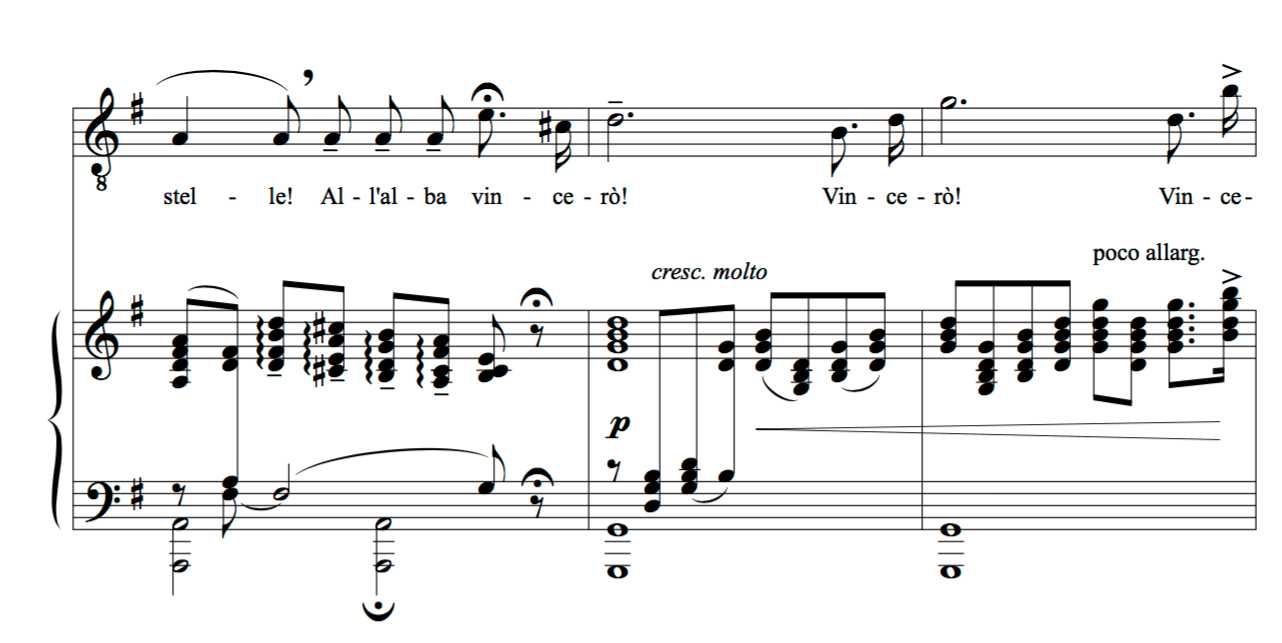 8
stel - le! Al - l'al - ba vin - ce - rò! Vin - ce - rò! Vin - ce -
poco allarg.
cresc. molto
p